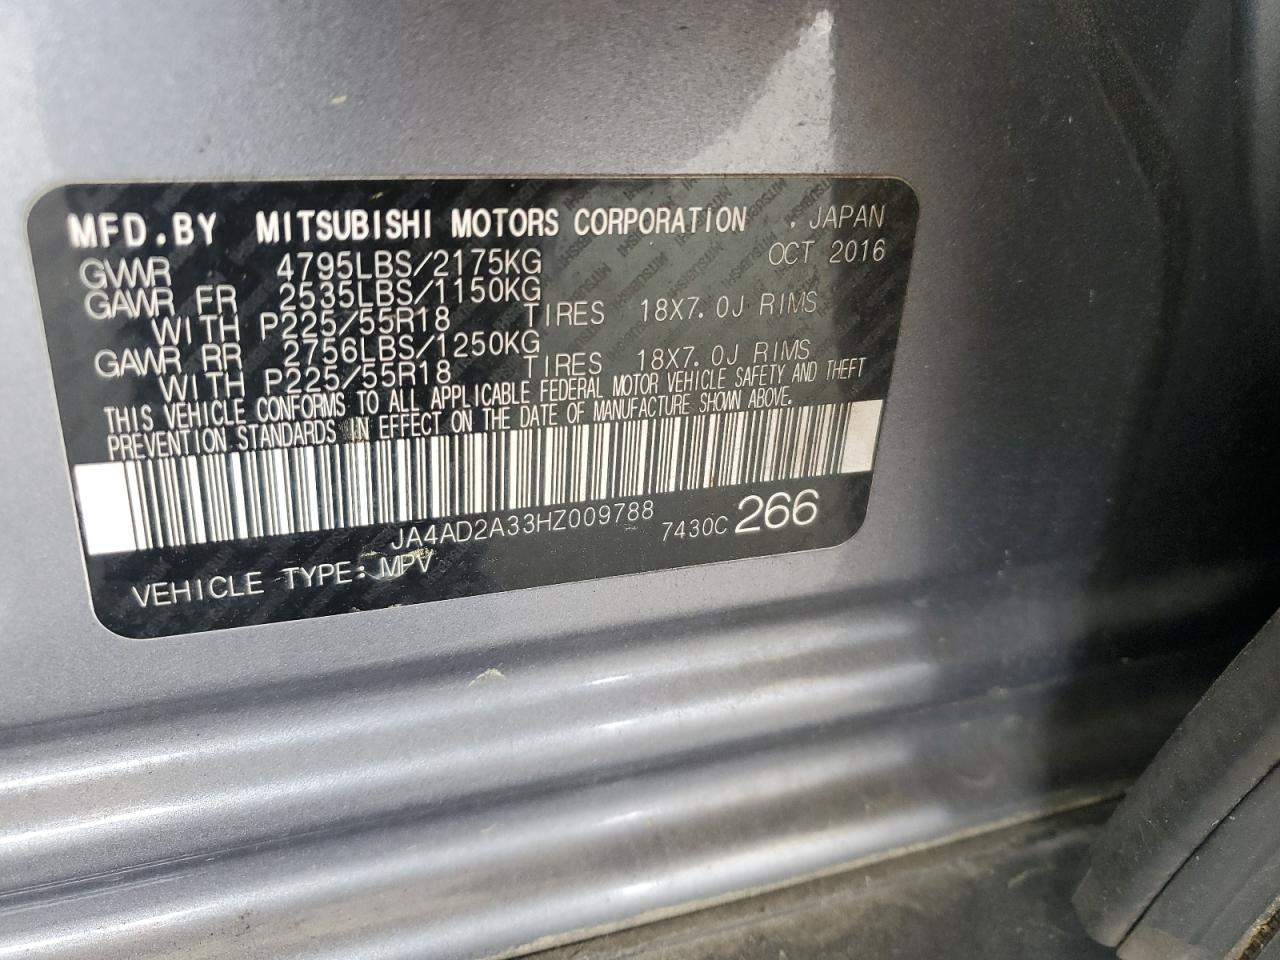 MFD.BY MITSUBISHI MOTORS CORPORATION . JAPAN
OCT 2016
GVWR 4795LBS/2175KG
GAWR FR 2535LBS/1150KG
WITH P225/55R18 TIRES 18X7.0J RIMS
GAWR RR 2756LBS/1250KG
WITH P225/55R18 TIRES 18X7.0J RIMS
THIS VEHICLE CONFORMS TO ALL APPLICABLE FEDERAL MOTOR VEHICLE SAFETY AND THEFT
PREVENTION STANDARDS IN EFFECT ON THE DATE OF MANUFACTURE SHOWN ABOVE.
JA4AD2A33HZ009788 7430C 266
VEHICLE TYPE: MPV